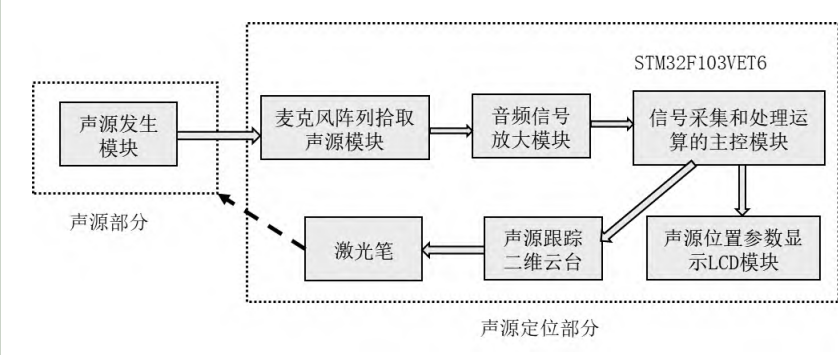 STM32F103VET6
声源发生
模块
麦克风阵列拾取
声源模块
音频信号
放大模块
信号采集和处理运
算的主控模块
声源部分
激光笔
声源跟踪
二维云台
声源位置参数显
示LCD模块
声源定位部分